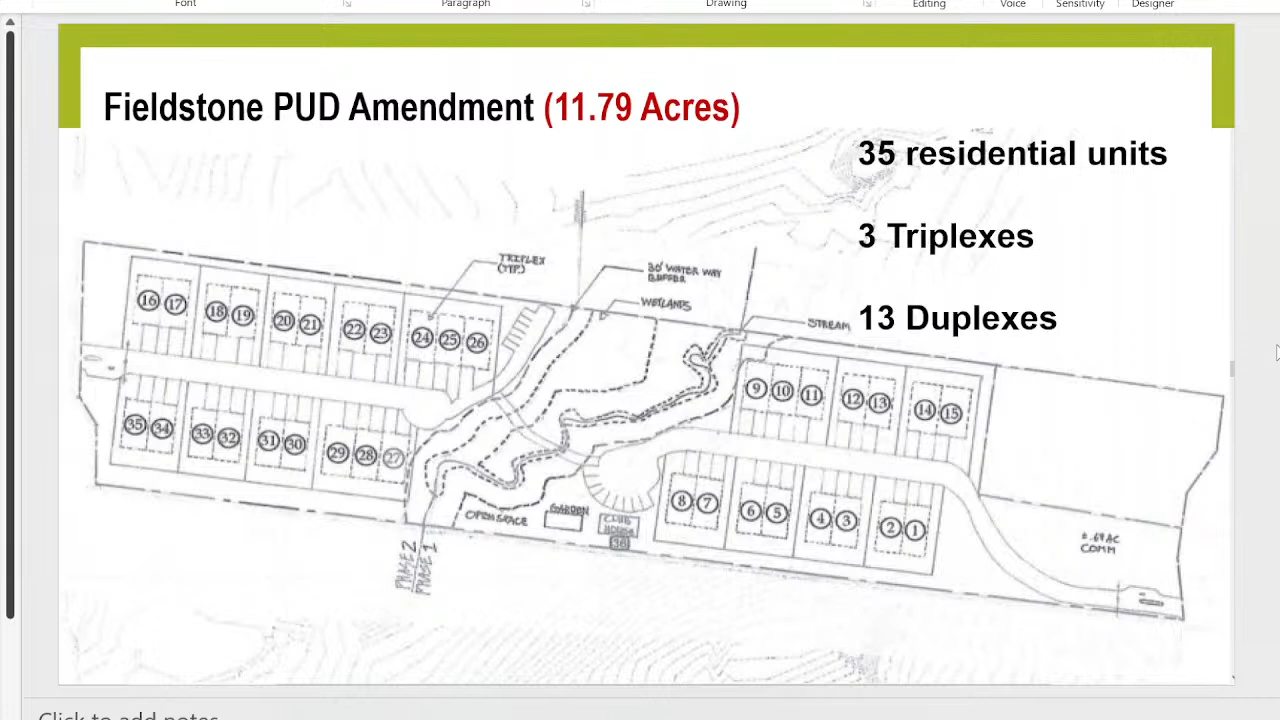 Font Paragraph Drawing Editing Voice Sensitivity Designer
Fieldstone PUD Amendment (11.79 Acres)
35 residential units
3 Triplexes
13 Duplexes
TRIPLEX
(TYP.)
30' WATER WAY
BUFFER
WETLANDS
STREAM
16 17 18 19 20 21 22 23 24 25 26
9 10 11 12 13 14 15
35 34 33 32 31 30 29 28 27
8 7 6 5 4 3 2 1
OPEN SPACE
GARDEN
CLUB
HOUSE
36
PHASE 2
PHASE 1
±.69 AC
COMM
Click to add notes